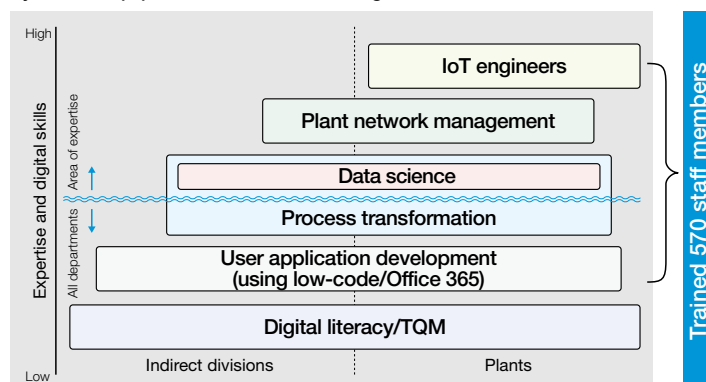 High
IoT engineers
Plant network management
Data science
Process transformation
User application development
(using low-code/Office 365)
Digital literacy/TQM
Low
Indirect divisions
Plants
Expertise and digital skills
Area of expertise
All departments
Trained 570 staff members